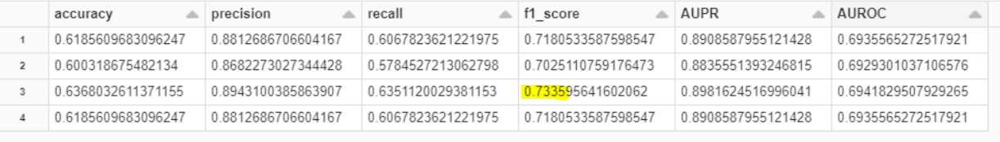 accuracy precision recall f1_score AUPR AUROC
1 0.6185609683096247 0.8812686706604167 0.6067823621221975 0.7180533587598547 0.8908587955121428 0.6935565272517921
2 0.600318675482134 0.8682273027344428 0.5784527213062798 0.7025110759176473 0.8835551393246815 0.6929301037106576
3 0.6368032611371155 0.8943100385863907 0.6351120029381153 0.733595641602062 0.8981624516996041 0.6941829507929265
4 0.6185609683096247 0.8812686706604167 0.6067823621221975 0.7180533587598547 0.8908587955121428 0.6935565272517921